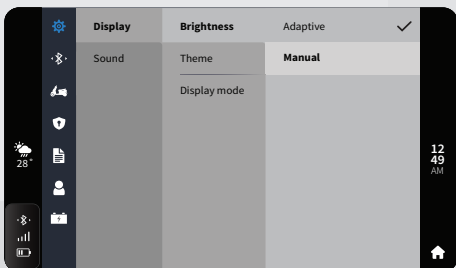 Display
Brightness
Adaptive
Sound
Theme
Manual
Display mode
28°
12
49
AM